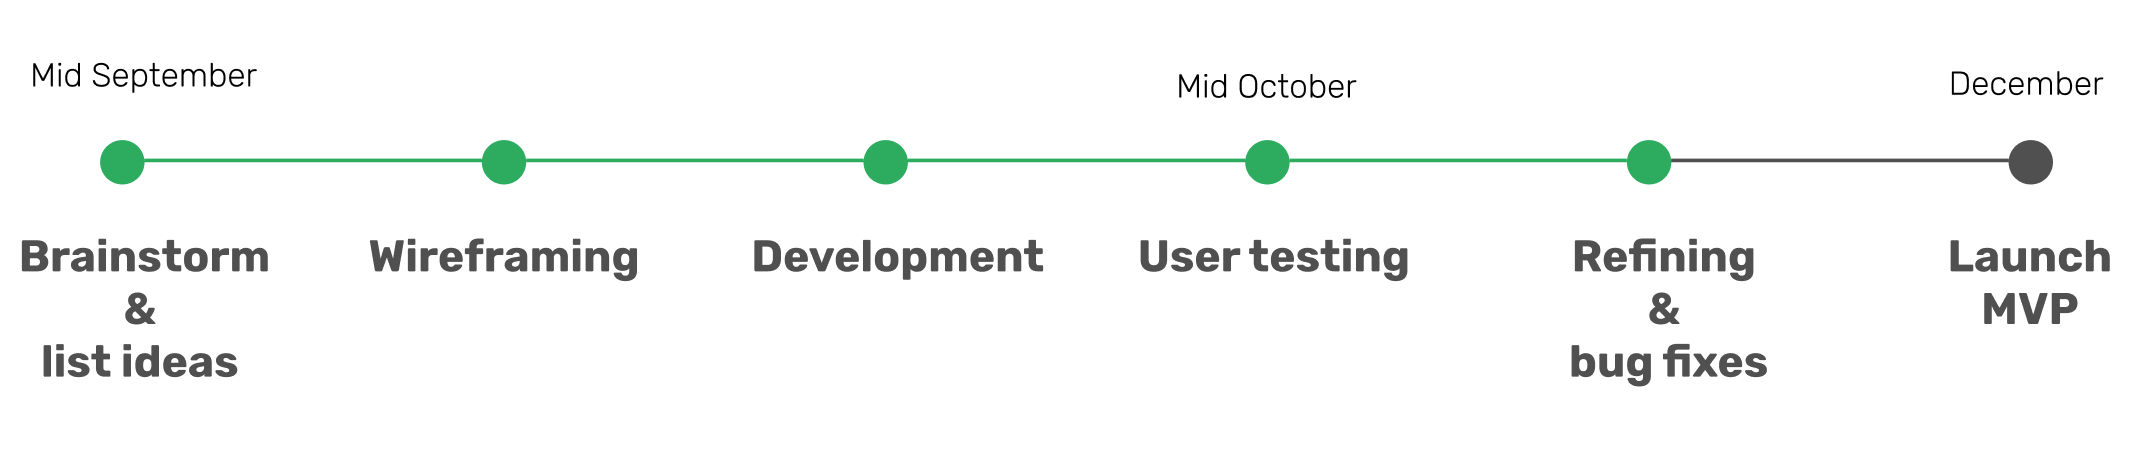 Mid September
Mid October
December
Brainstorm
&
list ideas
Wireframing
Development
User testing
Refining
&
bug fixes
Launch
MVP